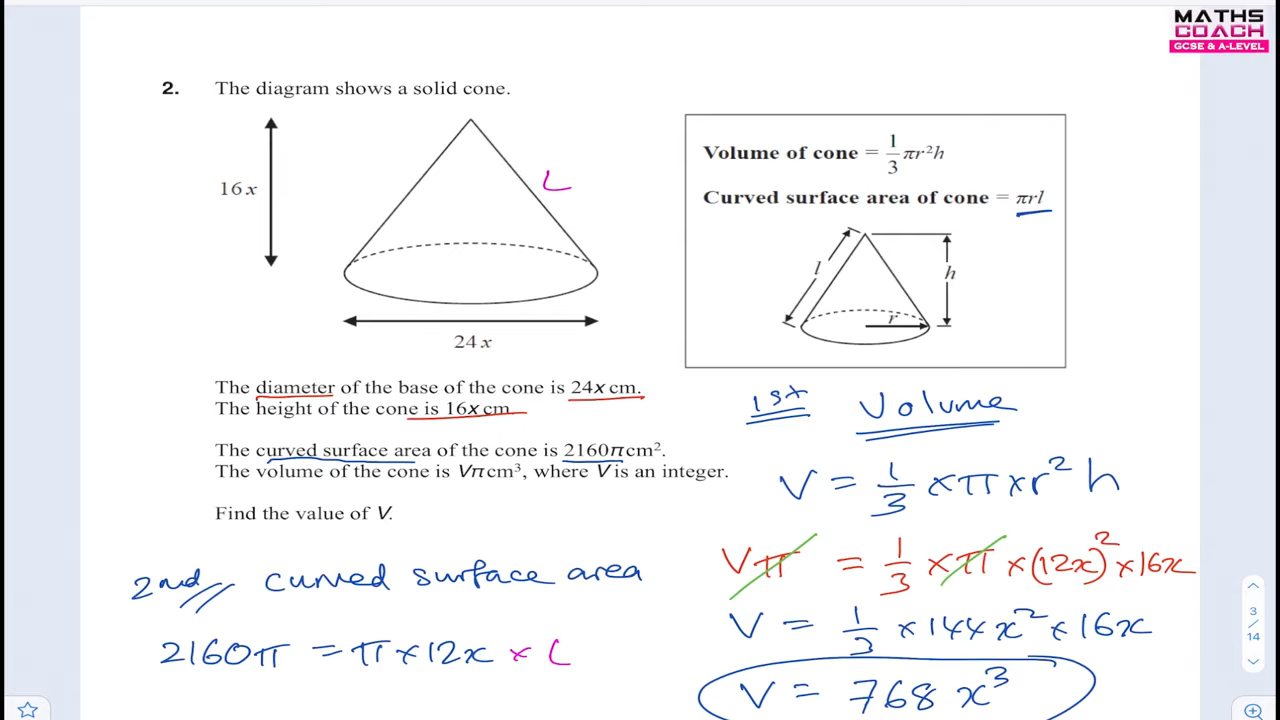 MATHS
COACH
GCSE & A-LEVEL
2. The diagram shows a solid cone.
16x
L
24x
Volume of cone = 1/3 πr²h
Curved surface area of cone = πrl
l
h
r
The diameter of the base of the cone is 24x cm.
The height of the cone is 16x cm
The curved surface area of the cone is 2160π cm².
The volume of the cone is Vπ cm³, where V is an integer.
Find the value of V.
1st Volume
V = 1/3 × π × r² h
Vπ = 1/3 × π × (12x)² × 16x
V = 1/3 × 144x² × 16x
V = 768 x³
2nd // curved surface area
2160π = π × 12x × L
3
/
14